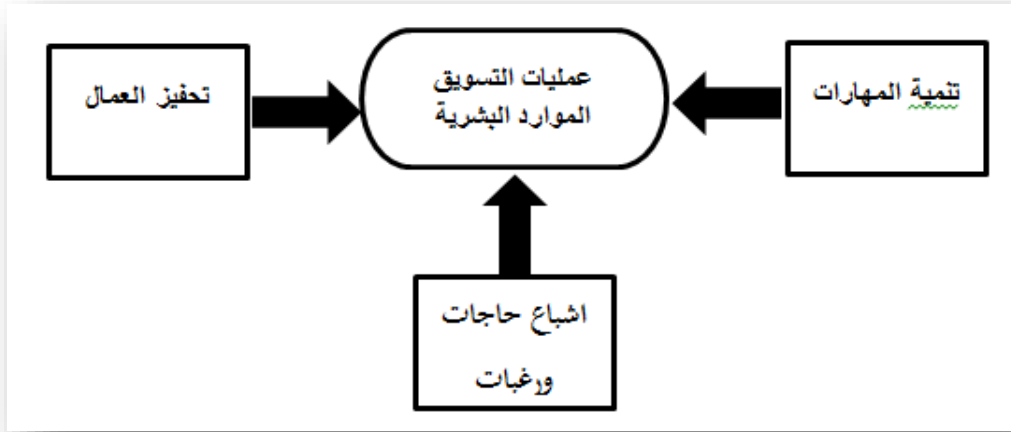 عمليات التسويق
الموارد البشرية
تنمية المهارات
تحفيز العمال
اشباع حاجات
ورغبات